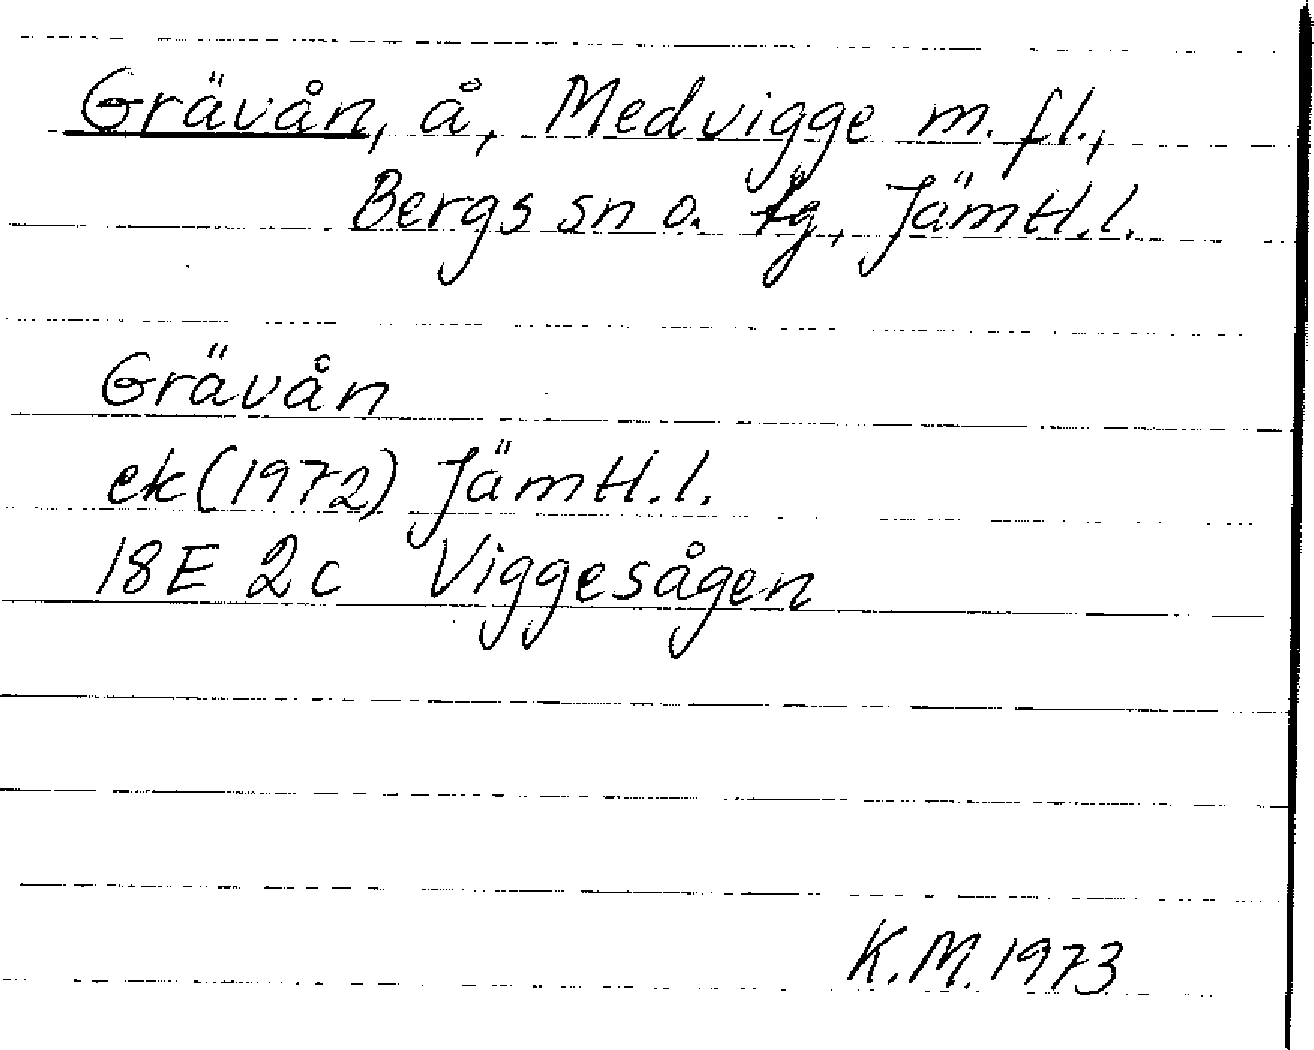 Grävån, å, Medvigge m. fl.,
Bergs sn o. tg, Jämtl. l.
Grävån
ek (1972) Jämtl. l.
18E 2c Viggesågen
K.M. 1973